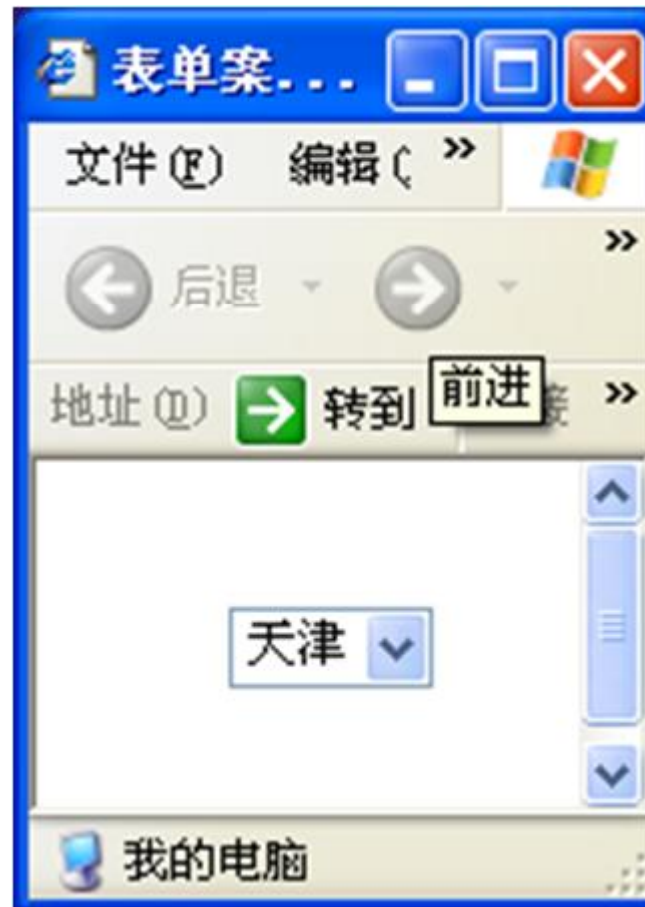 表单案...
文件(F) 编辑( »
后退 »
地址(D) 转到 前进 接 »
天津
我的电脑